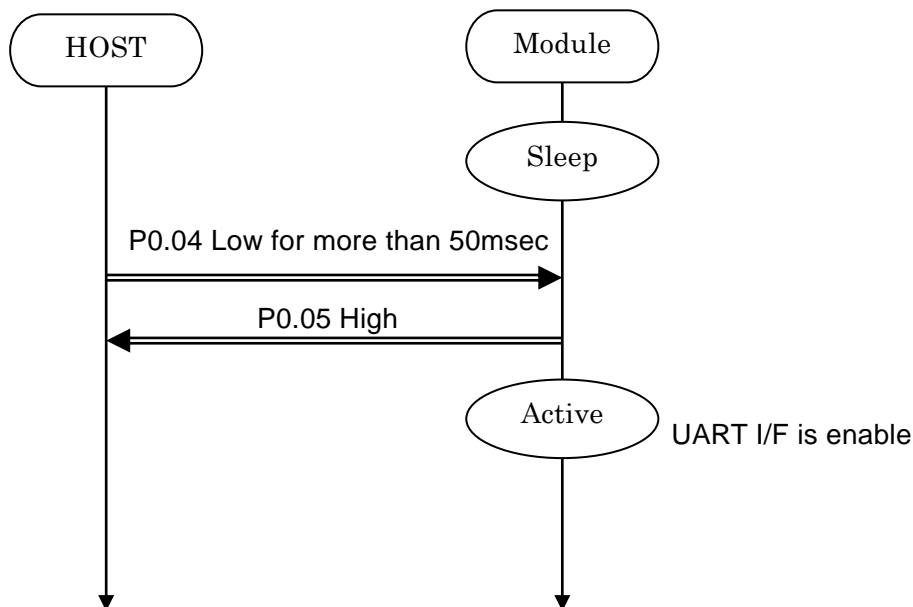 HOST
Module
Sleep
P0.04 Low for more than 50msec
P0.05 High
Active
UART I/F is enable